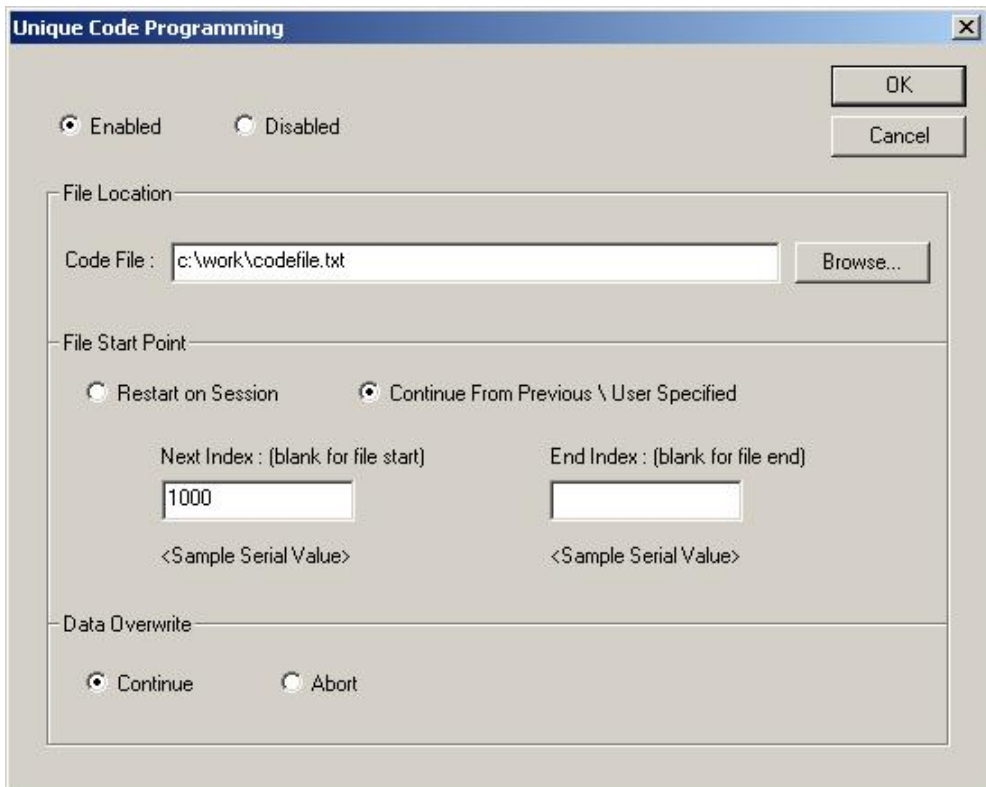 Unique Code Programming
OK
Enabled Disabled
Cancel
File Location
Code File : c:\work\codefile.txt Browse...
File Start Point
Restart on Session Continue From Previous \ User Specified
Next Index : (blank for file start) End Index : (blank for file end)
1000
<Sample Serial Value> <Sample Serial Value>
Data Overwrite
Continue Abort